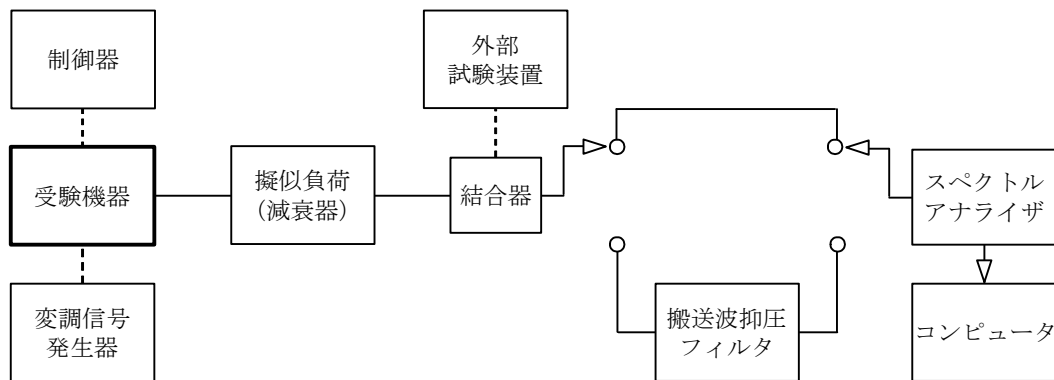 制御器
外部
試験装置
受験機器
擬似負荷
（減衰器）
結合器
スペクトル
アナライザ
変調信号
発生器
搬送波抑圧
フィルタ
コンピュータ